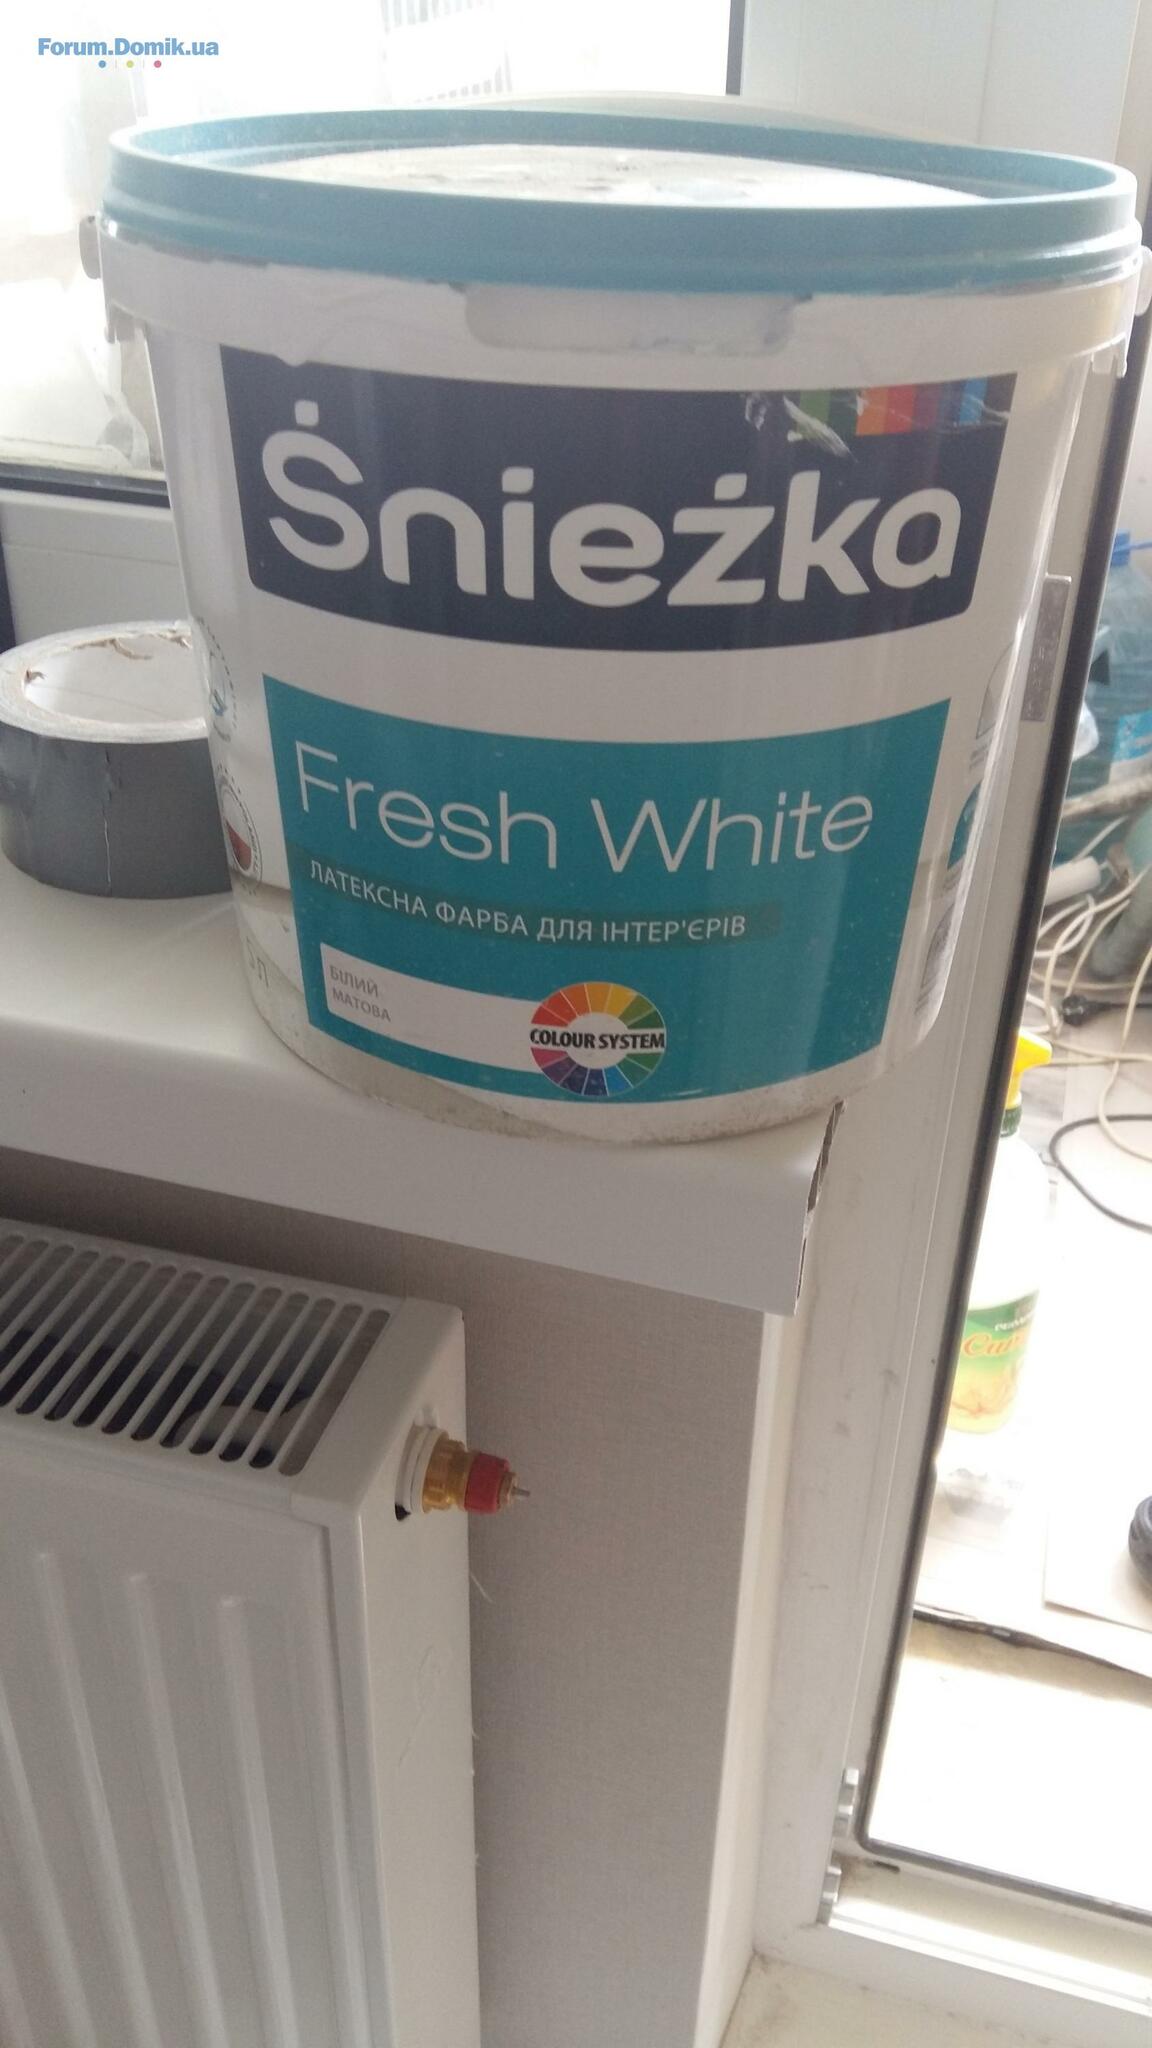 Forum.Domik.ua
Śnieżka
Fresh White
ЛАТЕКСНА ФАРБА ДЛЯ ІНТЕР'ЄРІВ
БІЛИЙ
МАТОВА
COLOUR SYSTEM